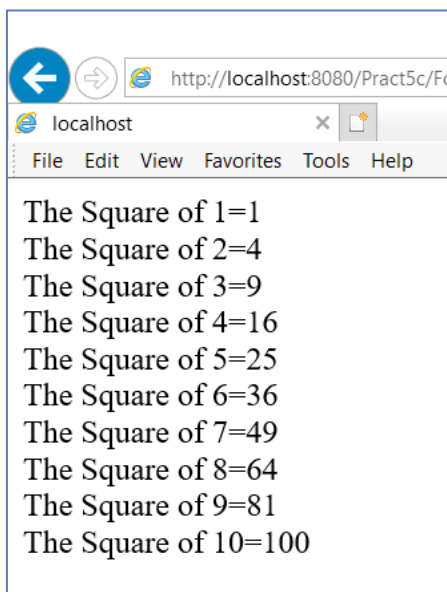 http://localhost:8080/Pract5c/Fo
localhost
File Edit View Favorites Tools Help
The Square of 1=1
The Square of 2=4
The Square of 3=9
The Square of 4=16
The Square of 5=25
The Square of 6=36
The Square of 7=49
The Square of 8=64
The Square of 9=81
The Square of 10=100